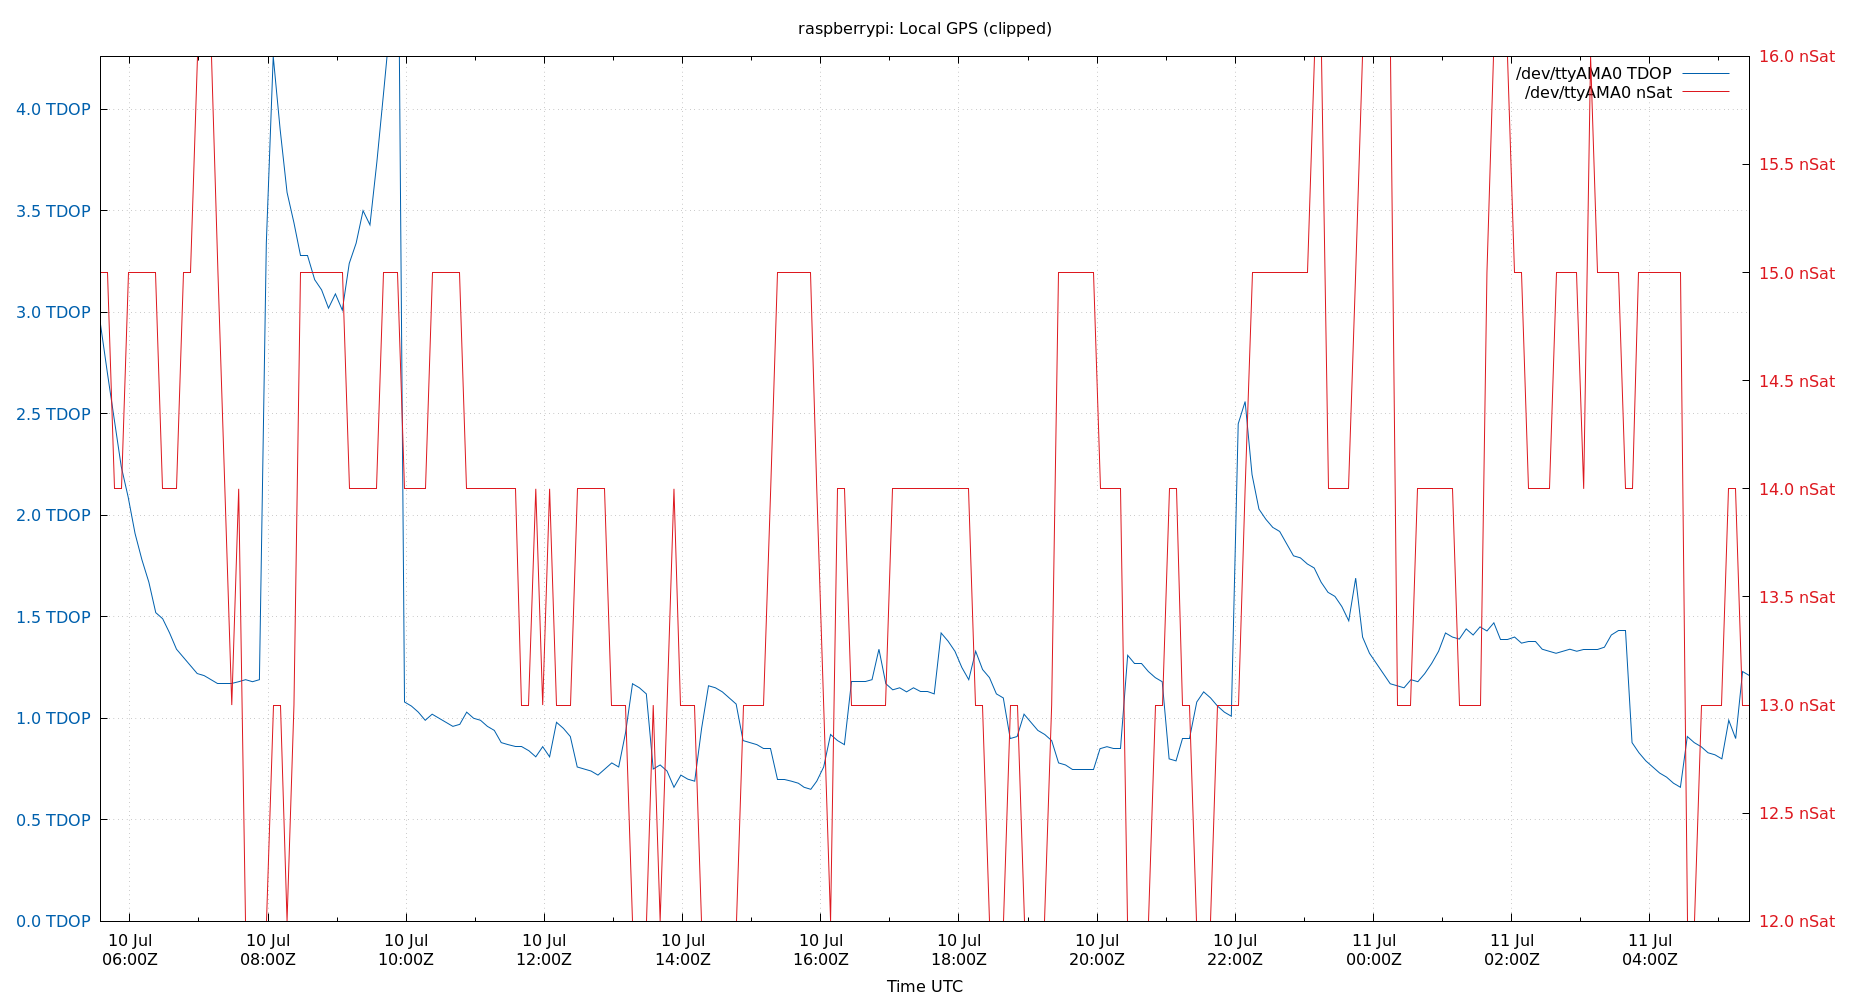 raspberrypi: Local GPS (clipped)
/dev/ttyAMA0 TDOP
/dev/ttyAMA0 nSat
4.0 TDOP
3.5 TDOP
3.0 TDOP
2.5 TDOP
2.0 TDOP
1.5 TDOP
1.0 TDOP
0.5 TDOP
0.0 TDOP
16.0 nSat
15.5 nSat
15.0 nSat
14.5 nSat
14.0 nSat
13.5 nSat
13.0 nSat
12.5 nSat
12.0 nSat
10 Jul
06:00Z
10 Jul
08:00Z
10 Jul
10:00Z
10 Jul
12:00Z
10 Jul
14:00Z
10 Jul
16:00Z
10 Jul
18:00Z
10 Jul
20:00Z
10 Jul
22:00Z
11 Jul
00:00Z
11 Jul
02:00Z
11 Jul
04:00Z
Time UTC